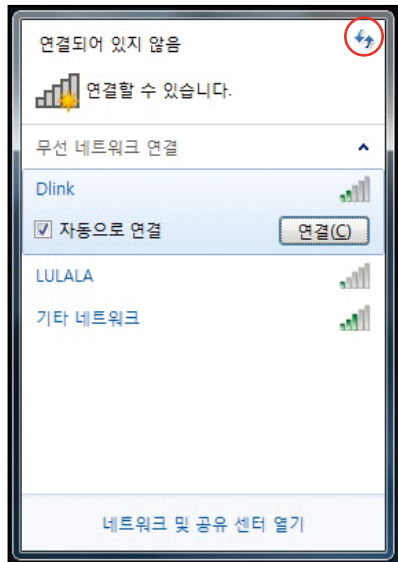 연결되어 있지 않음
연결할 수 있습니다.
무선 네트워크 연결
Dlink
자동으로 연결
연결(C)
LULALA
기타 네트워크
네트워크 및 공유 센터 열기